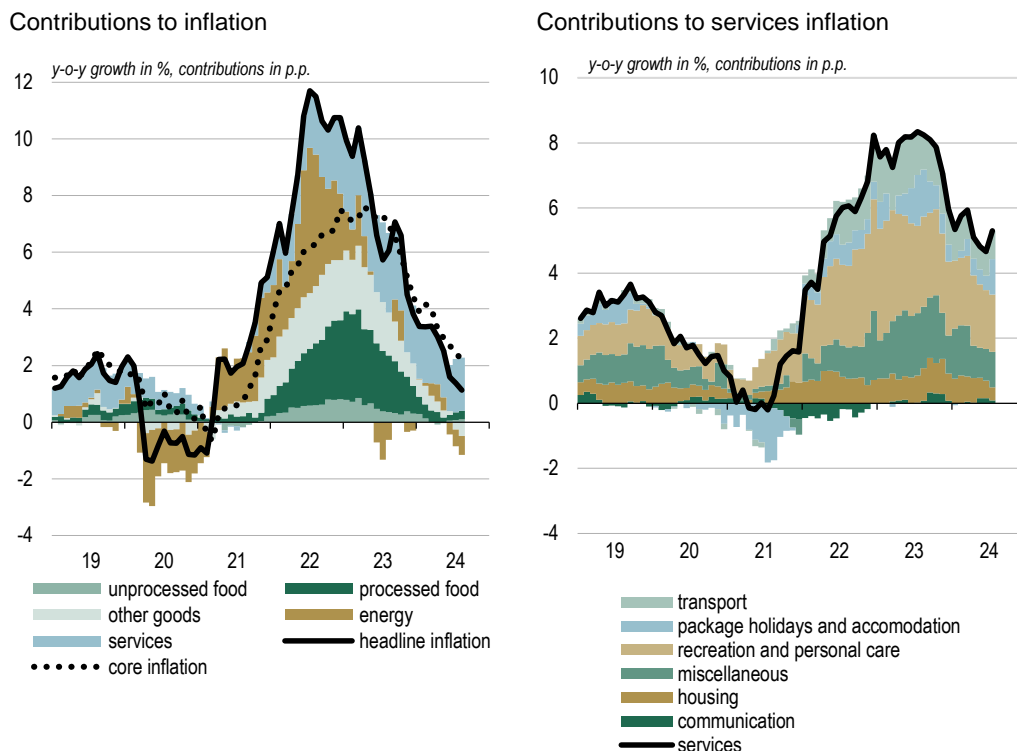 Contributions to inflation
y-o-y growth in %, contributions in p.p.
12
10
8
6
4
2
0
-2
-4
19 20 21 22 23 24
unprocessed food processed food
other goods energy
services headline inflation
core inflation
Contributions to services inflation
y-o-y growth in %, contributions in p.p.
10
8
6
4
2
0
-2
-4
19 20 21 22 23 24
transport
package holidays and accomodation
recreation and personal care
miscellaneous
housing
communication
services